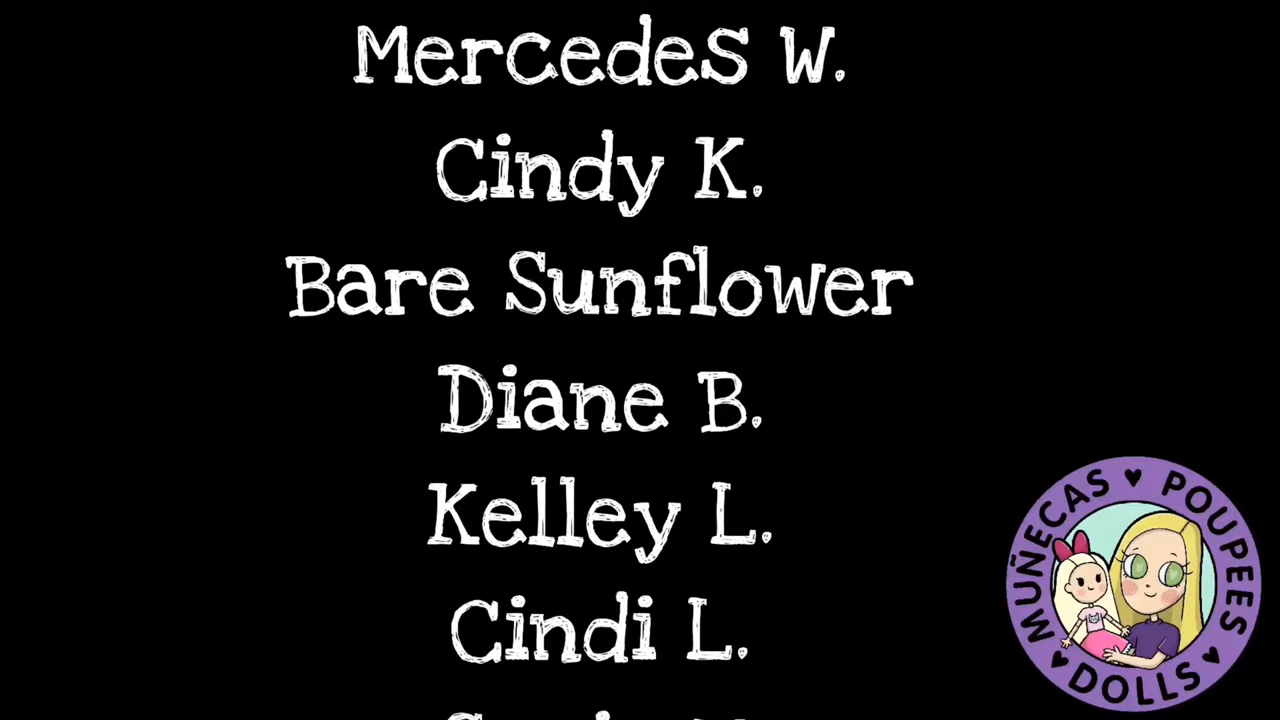 Mercedes W.
Cindy K.
Bare Sunflower
Diane B.
Kelley L.
Cindi L.
MUÑECAS ♥ POUPEES ♥ DOLLS ♥